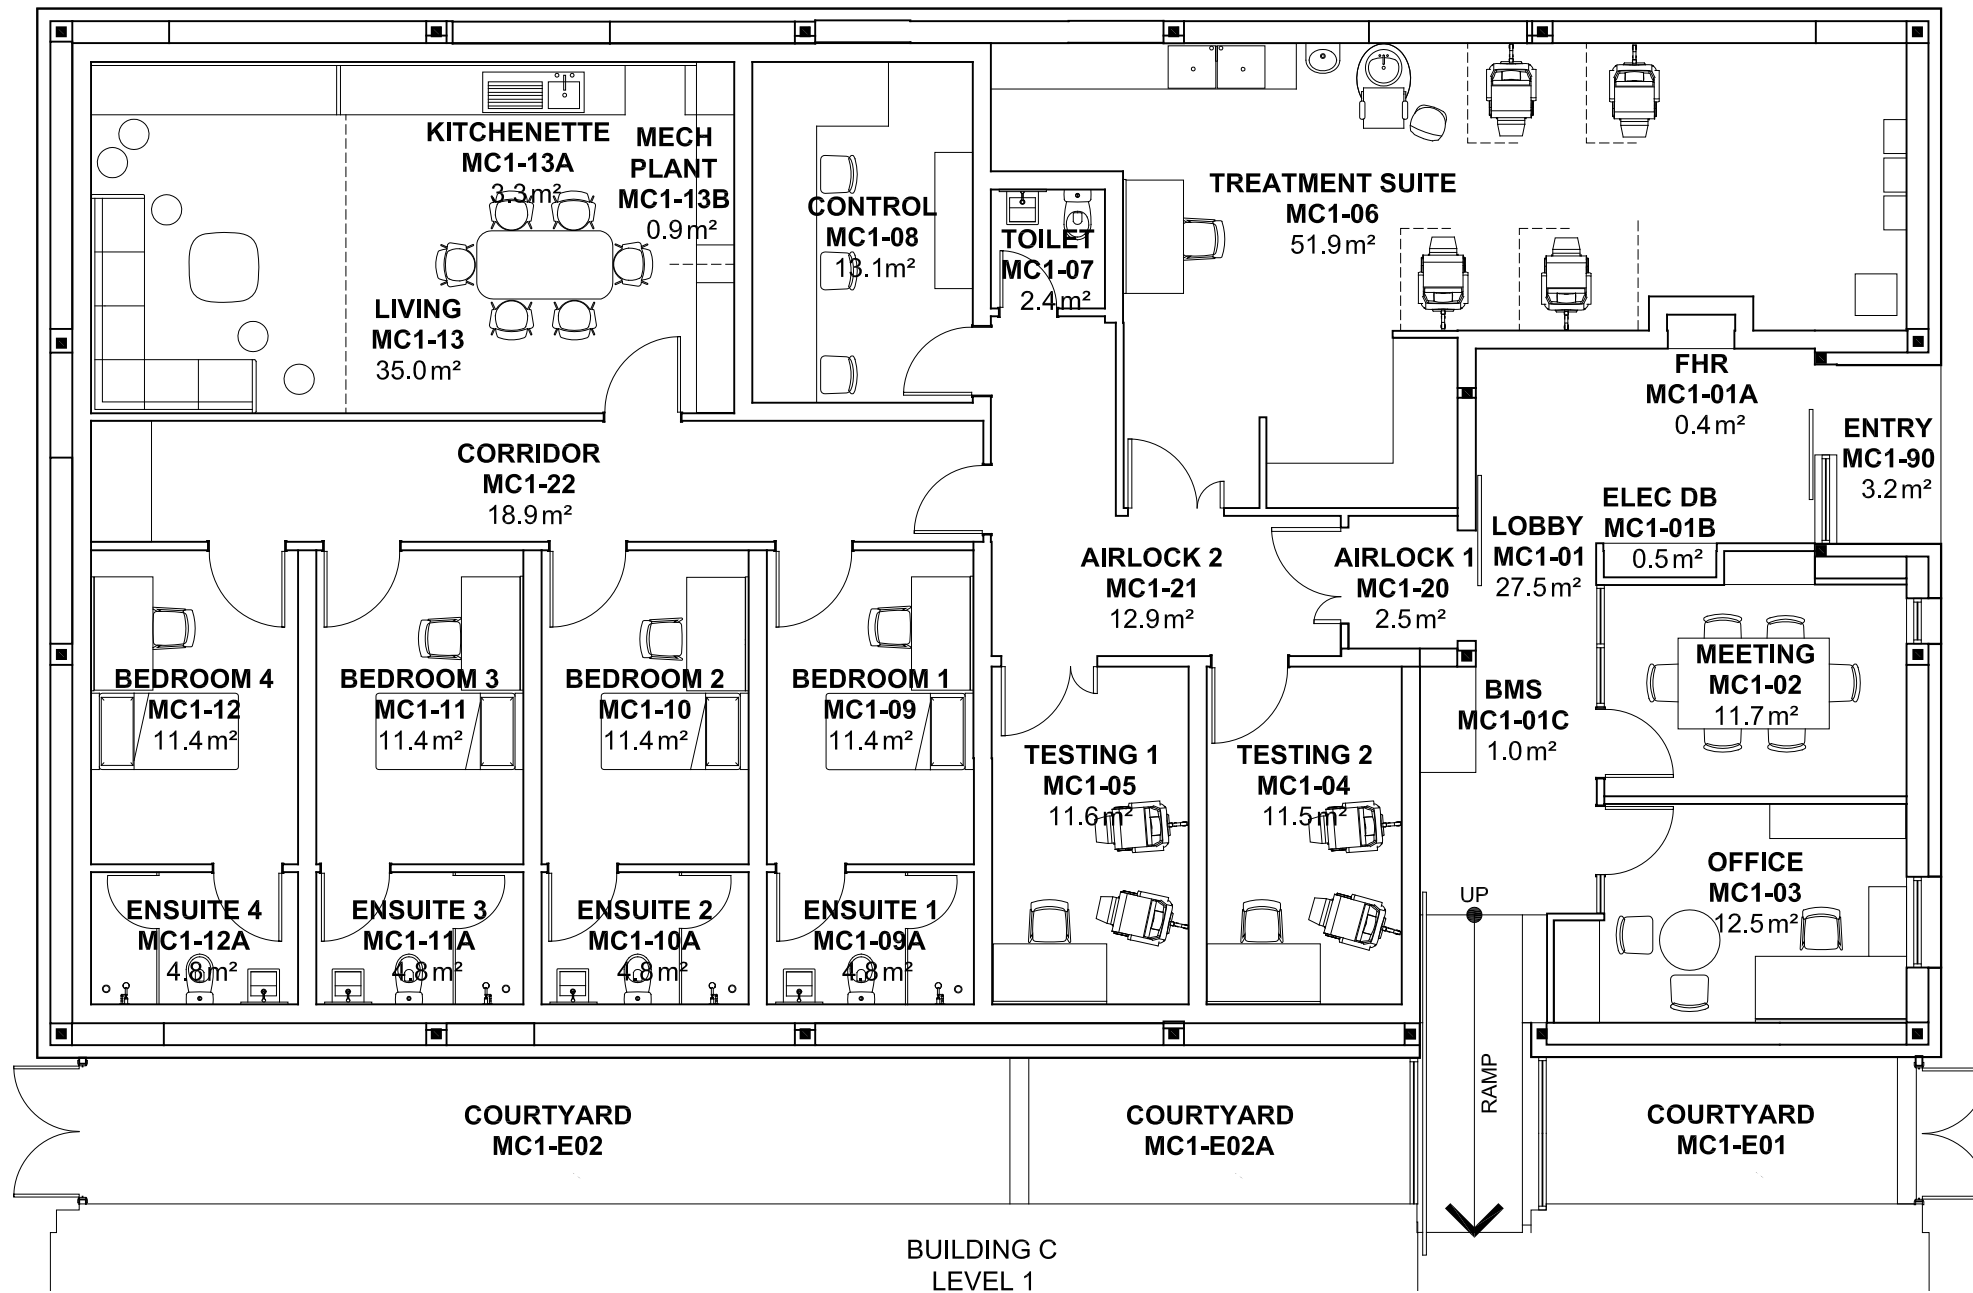 KITCHENETTE
MC1-13A
3.3m²
MECH
PLANT
MC1-13B
0.9m²
LIVING
MC1-13
35.0m²
CONTROL
MC1-08
13.1m²
TOILET
MC1-07
2.4m²
TREATMENT SUITE
MC1-06
51.9m²
FHR
MC1-01A
0.4m²
ENTRY
MC1-90
3.2m²
CORRIDOR
MC1-22
18.9m²
AIRLOCK 2
MC1-21
12.9m²
AIRLOCK 1
MC1-20
2.5m²
LOBBY
MC1-01
27.5m²
ELEC DB
MC1-01B
0.5m²
BEDROOM 4
MC1-12
11.4m²
BEDROOM 3
MC1-11
11.4m²
BEDROOM 2
MC1-10
11.4m²
BEDROOM 1
MC1-09
11.4m²
TESTING 1
MC1-05
11.6m²
TESTING 2
MC1-04
11.5m²
BMS
MC1-01C
1.0m²
MEETING
MC1-02
11.7m²
OFFICE
MC1-03
12.5m²
ENSUITE 4
MC1-12A
4.8m²
ENSUITE 3
MC1-11A
4.8m²
ENSUITE 2
MC1-10A
4.8m²
ENSUITE 1
MC1-09A
4.8m²
UP
RAMP
COURTYARD
MC1-E02
COURTYARD
MC1-E02A
COURTYARD
MC1-E01
BUILDING C
LEVEL 1